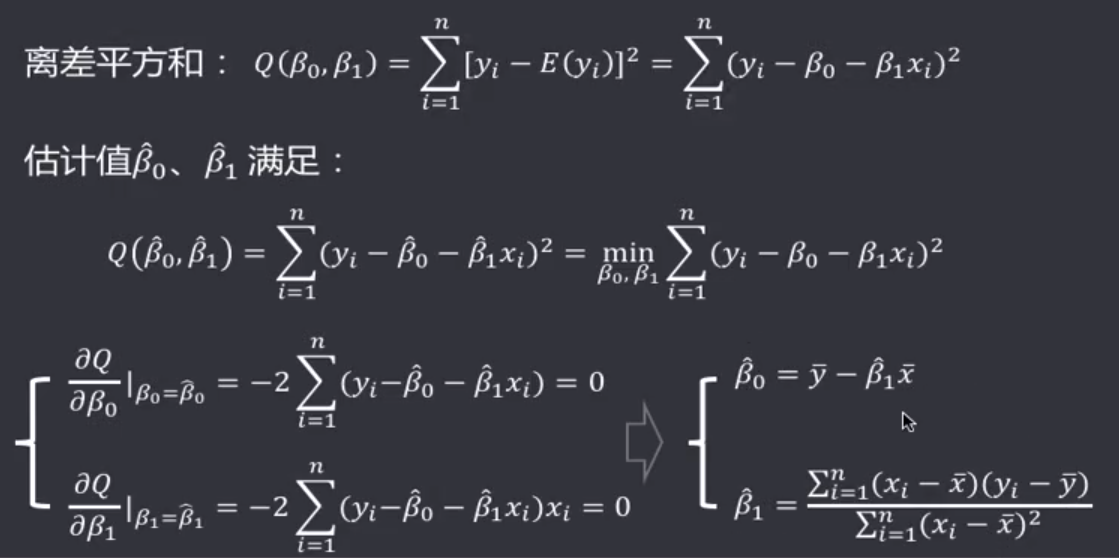 离差平方和： Q(β₀, β₁) = ∑ᵢ₌₁ⁿ [yᵢ − E(yᵢ)]² = ∑ᵢ₌₁ⁿ (yᵢ − β₀ − β₁xᵢ)²
估计值β̂₀、β̂₁ 满足：
Q(β̂₀, β̂₁) = ∑ᵢ₌₁ⁿ (yᵢ − β̂₀ − β̂₁xᵢ)² = min_{β₀, β₁} ∑ᵢ₌₁ⁿ (yᵢ − β₀ − β₁xᵢ)²
∂Q/∂β₀ |_{β₀=β̂₀} = −2 ∑ᵢ₌₁ⁿ (yᵢ−β̂₀ − β̂₁xᵢ) = 0
∂Q/∂β₁ |_{β₁=β̂₁} = −2 ∑ᵢ₌₁ⁿ (yᵢ−β̂₀ − β̂₁xᵢ)xᵢ = 0
β̂₀ = ȳ − β̂₁x̄
β̂₁ = ∑ᵢ₌₁ⁿ(xᵢ − x̄)(yᵢ − ȳ) / ∑ᵢ₌₁ⁿ(xᵢ − x̄)²